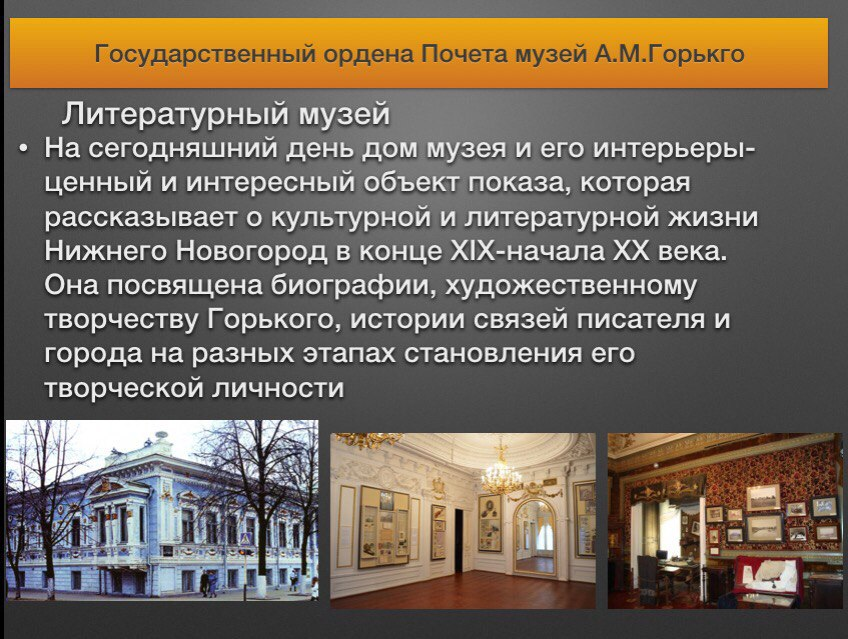 Государственный ордена Почета музей А.М.Горькго
Литературный музей
• На сегодняшний день дом музея и его интерьеры-
ценный и интересный объект показа, которая
рассказывает о культурной и литературной жизни
Нижнего Новогород в конце XIX-начала XX века.
Она посвящена биографии, художественному
творчеству Горького, истории связей писателя и
города на разных этапах становления его
творческой личности